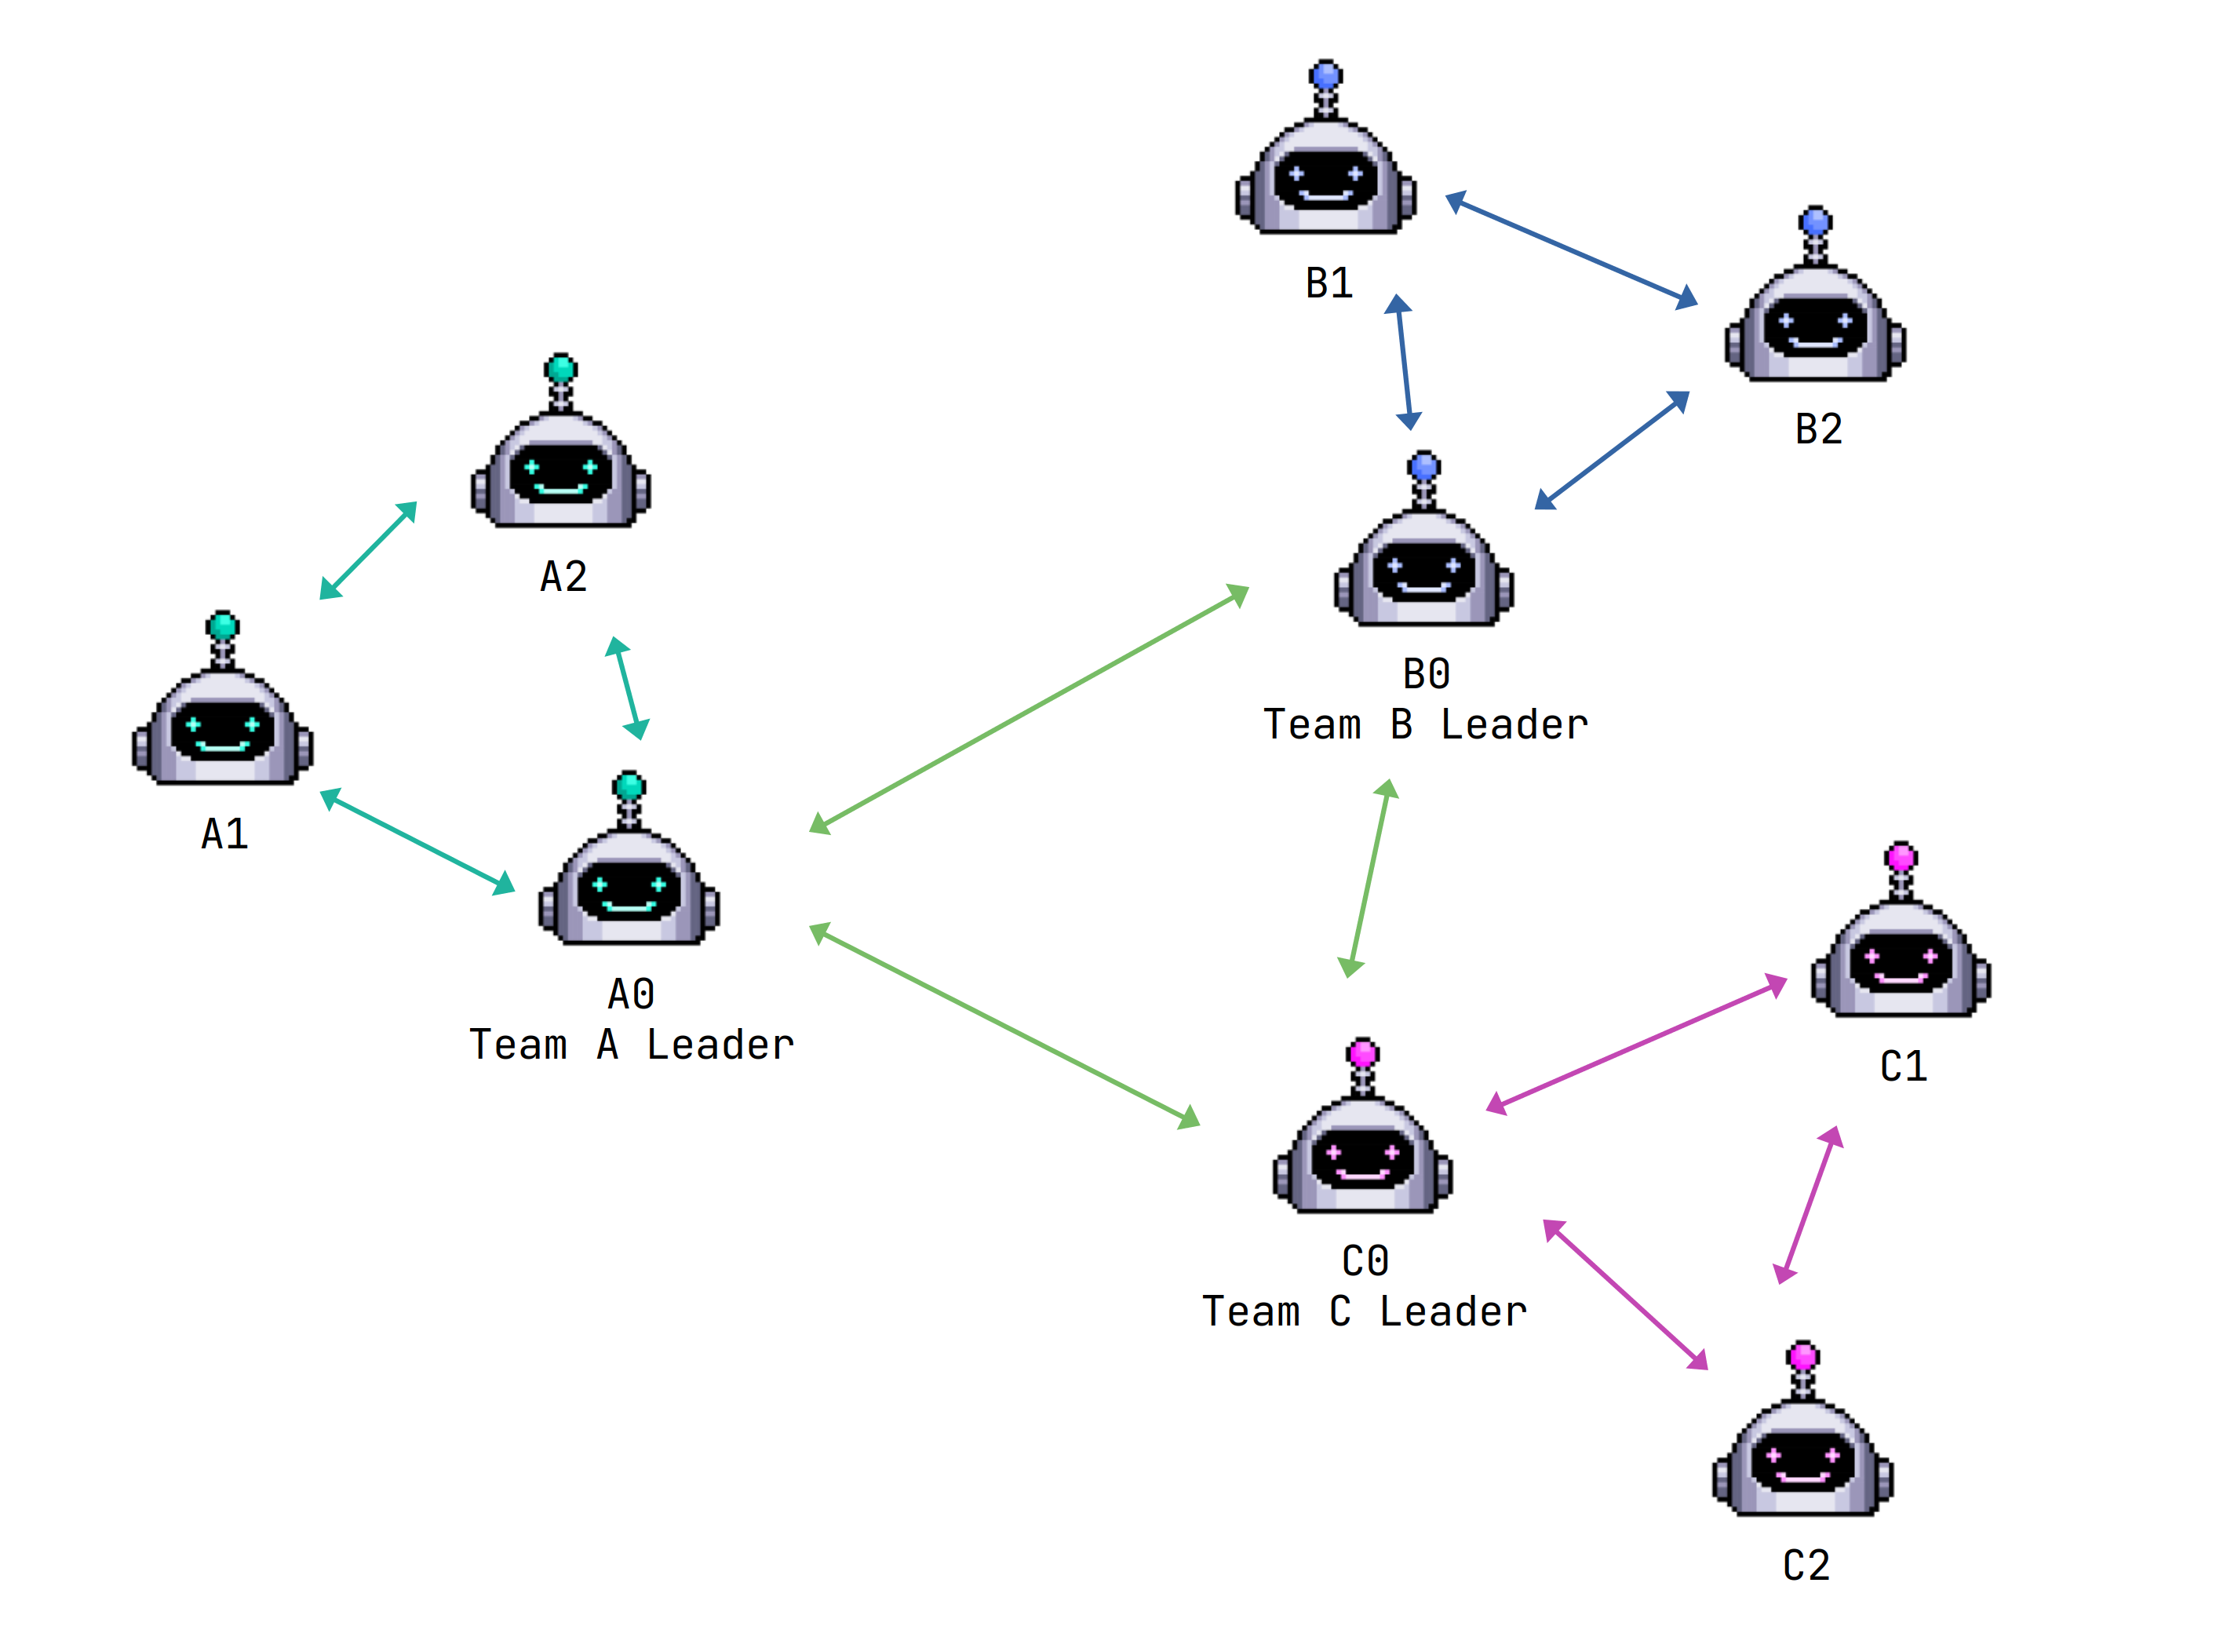 B1
B2
A2
B0
Team B Leader
A1
A0
Team A Leader
C1
C0
Team C Leader
C2